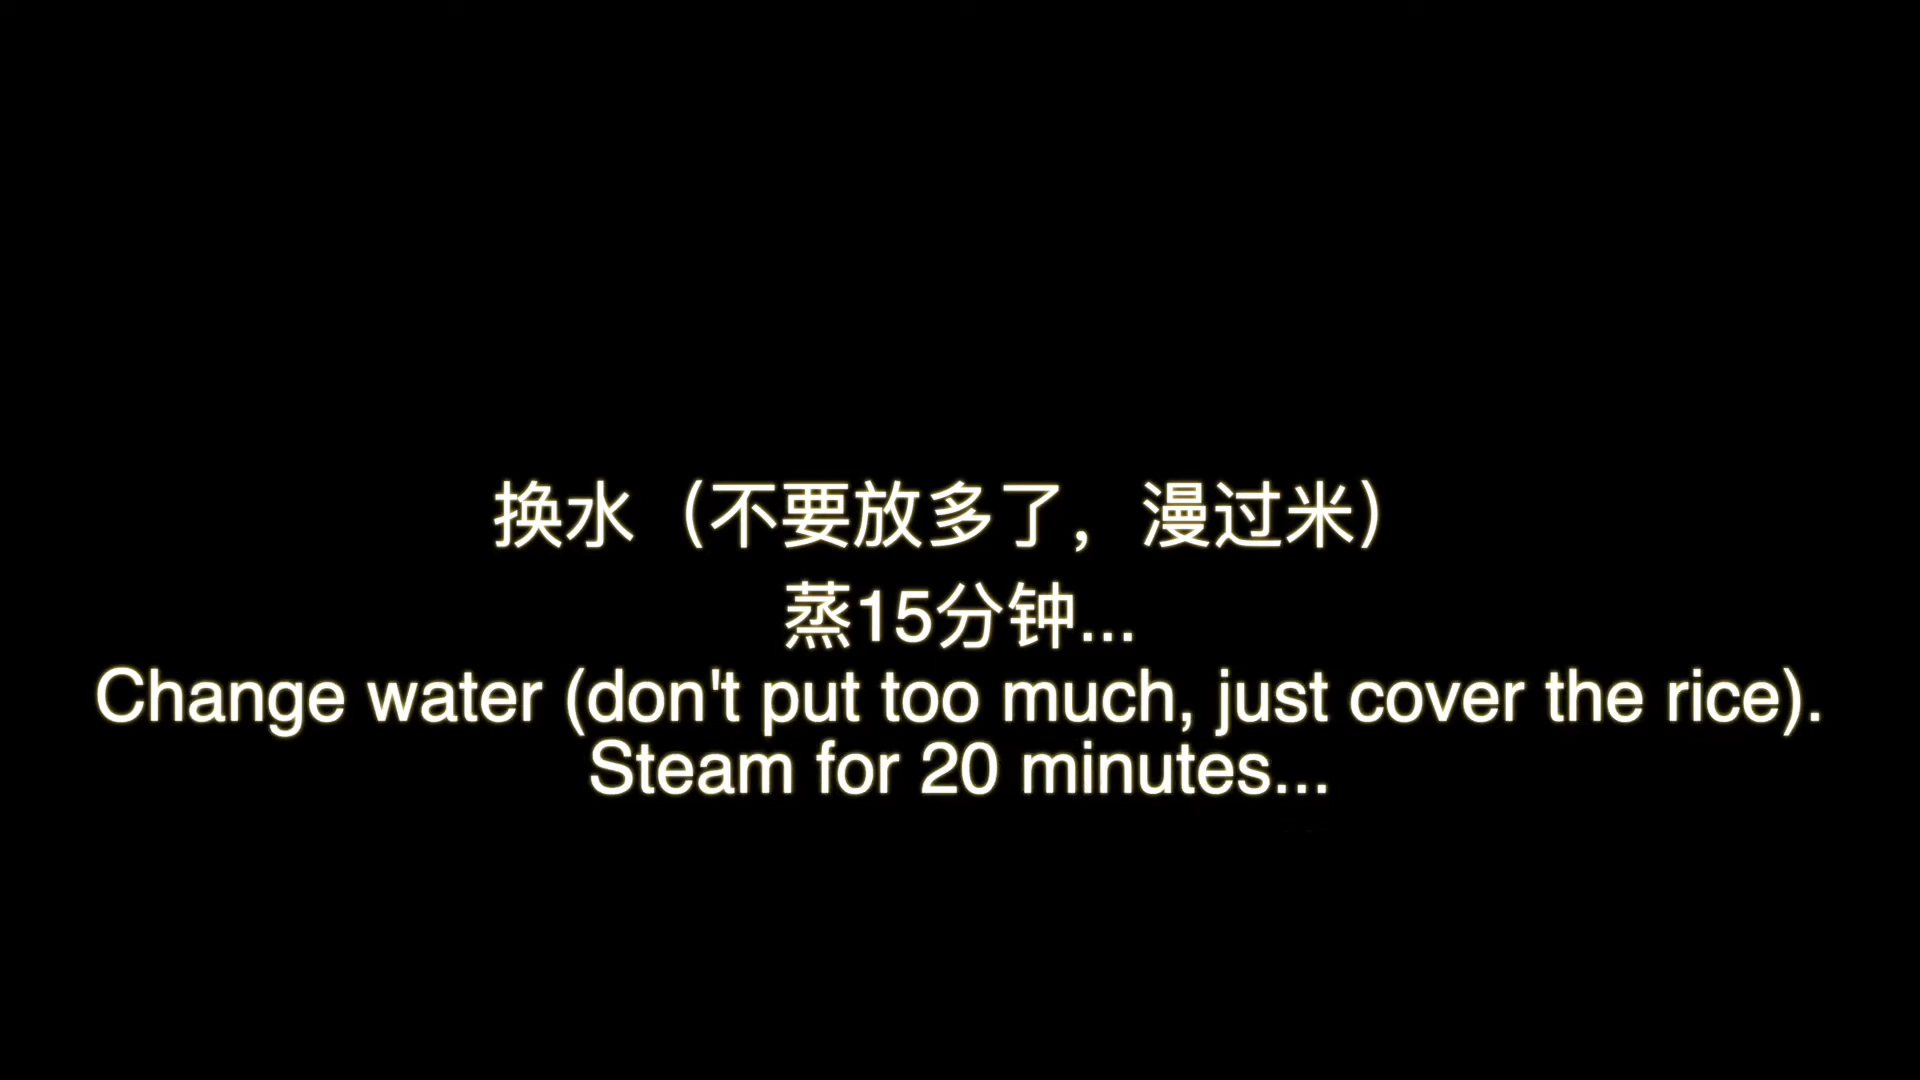 换水（不要放多了，漫过米）
蒸15分钟...
Change water (don't put too much, just cover the rice).
Steam for 20 minutes...